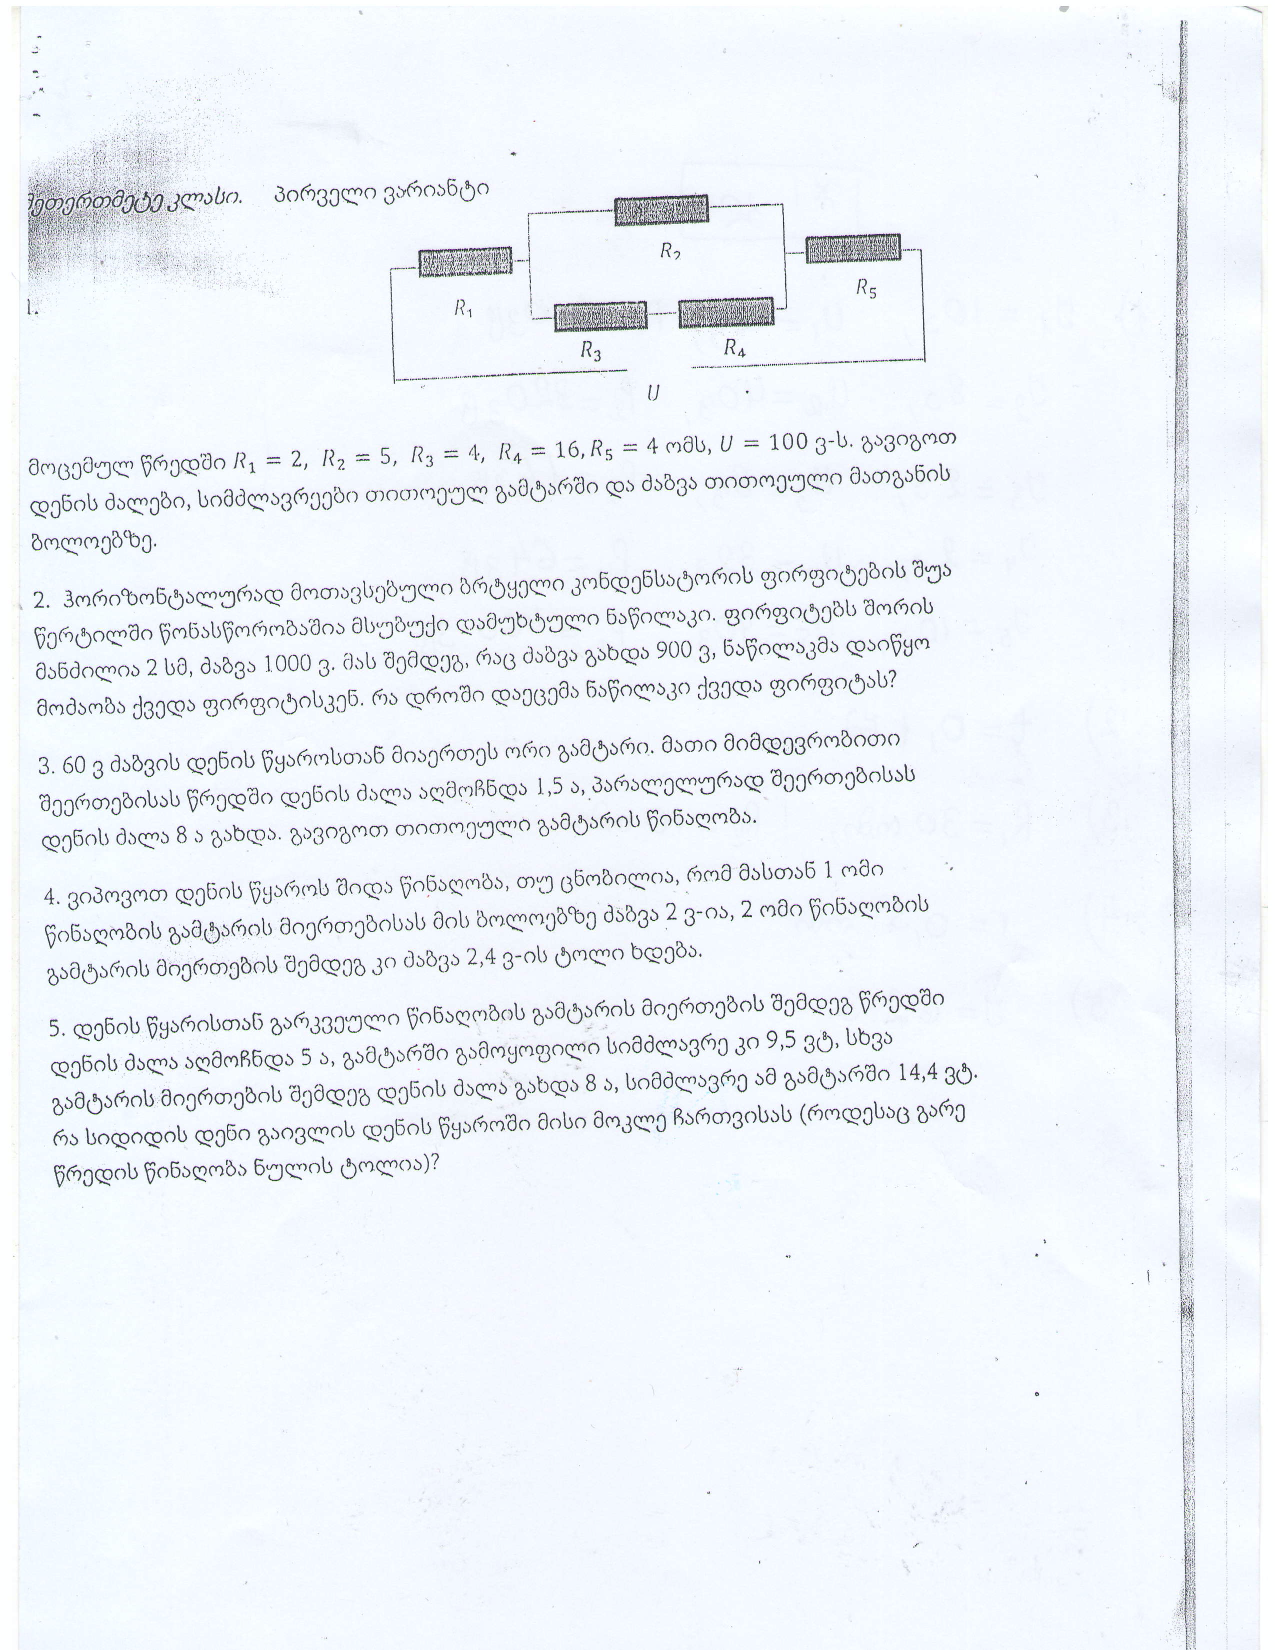 მეთერთმეტე კლასი. პირველი ვარიანტი
R₂
R₅
1.
R₁
R₃ R₄
U
მოცემულ წრედში R₁ = 2, R₂ = 5, R₃ = 4, R₄ = 16, R₅ = 4 ომს, U = 100 ვ-ს. გავიგოთ
დენის ძალები, სიმძლავრეები თითოეულ გამტარში და ძაბვა თითოეული მათგანის
ბოლოებზე.
2. ჰორიზონტალურად მოთავსებული ბრტყელი კონდენსატორის ფირფიტების შუა
წერტილში წონასწორობაშია მსუბუქი დამუხტული ნაწილაკი. ფირფიტებს შორის
მანძილია 2 სმ, ძაბვა 1000 ვ. მას შემდეგ, რაც ძაბვა გახდა 900 ვ, ნაწილაკმა დაიწყო
მოძაობა ქვედა ფირფიტისკენ. რა დროში დაეცემა ნაწილაკი ქვედა ფირფიტას?
3. 60 ვ ძაბვის დენის წყაროსთან მიაერთეს ორი გამტარი. მათი მიმდევრობითი
შეერთებისას წრედში დენის ძალა აღმოჩნდა 1,5 ა, პარალელურად შეერთებისას
დენის ძალა 8 ა გახდა. გავიგოთ თითოეული გამტარის წინაღობა.
4. ვიპოვოთ დენის წყაროს შიდა წინაღობა, თუ ცნობილია, რომ მასთან 1 ომი
წინაღობის გამტარის მიერთებისას მის ბოლოებზე ძაბვა 2 ვ-ია, 2 ომი წინაღობის
გამტარის მიერთების შემდეგ კი ძაბვა 2,4 ვ-ის ტოლი ხდება.
5. დენის წყარისთან გარკვეული წინაღობის გამტარის მიერთების შემდეგ წრედში
დენის ძალა აღმოჩნდა 5 ა, გამტარში გამოყოფილი სიმძლავრე კი 9,5 ვტ, სხვა
გამტარის მიერთების შემდეგ დენის ძალა გახდა 8 ა, სიმძლავრე ამ გამტარში 14,4 ვტ.
რა სიდიდის დენი გაივლის დენის წყაროში მისი მოკლე ჩართვისას (როდესაც გარე
წრედის წინაღობა ნულის ტოლია)?